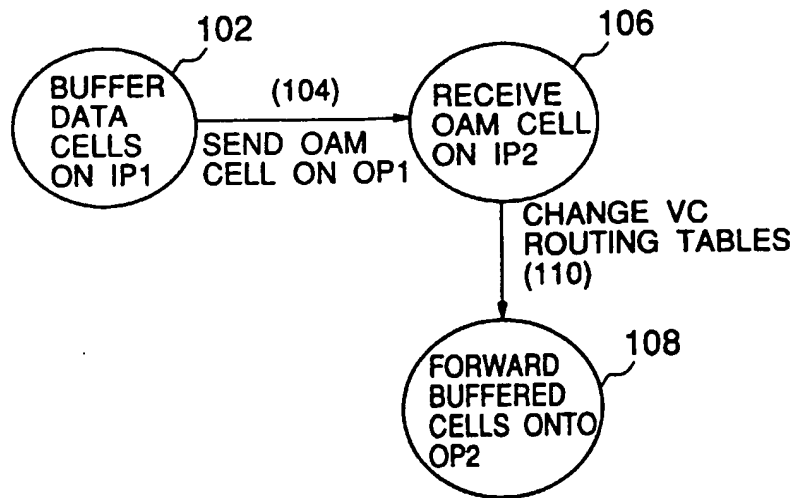 102
BUFFER
DATA
CELLS
ON IP1
(104)
SEND OAM
CELL ON OP1
106
RECEIVE
OAM CELL
ON IP2
CHANGE VC
ROUTING TABLES
(110)
108
FORWARD
BUFFERED
CELLS ONTO
OP2